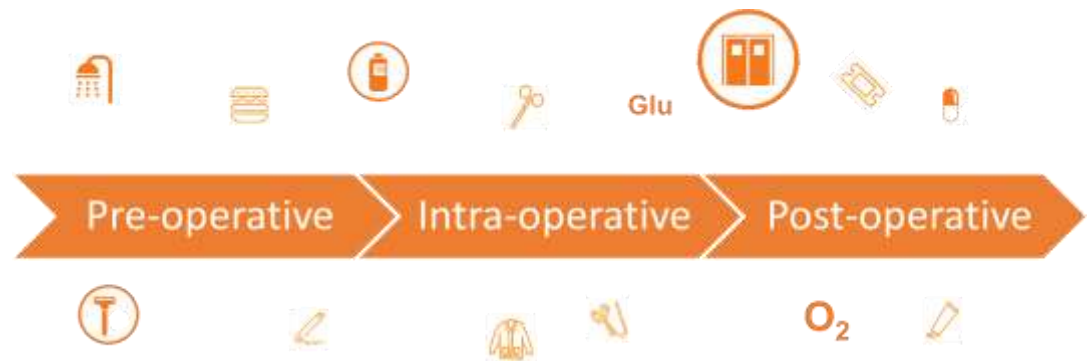 Glu
Pre-operative
Intra-operative
Post-operative
O₂